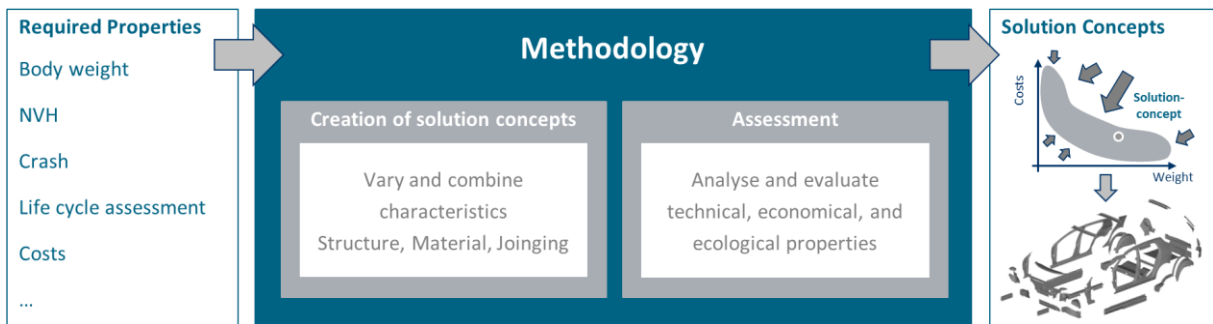 Required Properties
Body weight
NVH
Crash
Life cycle assessment
Costs
...
Methodology
Creation of solution concepts
Vary and combine
characteristics
Structure, Material, Joinging
Assessment
Analyse and evaluate
technical, economical, and
ecological properties
Solution Concepts
Costs
Solution-
concept
Weight